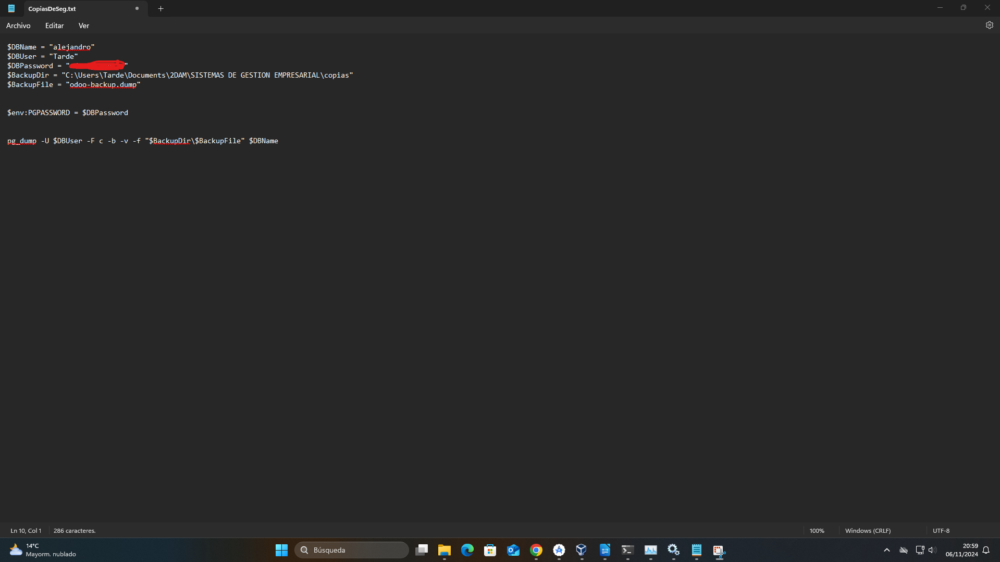 CopiasDeSeg.txt
Archivo Editar Ver
$DBName = "alejandro"
$DBUser = "Tarde"
$DBPassword = " "
$BackupDir = "C:\Users\Tarde\Documents\2DAM\SISTEMAS DE GESTION EMPRESARIAL\copias"
$BackupFile = "odoo-backup.dump"
$env:PGPASSWORD = $DBPassword
pg_dump -U $DBUser -F c -b -v -f "$BackupDir\$BackupFile" $DBName
Ln 10, Col 1 286 caracteres. 100% Windows (CRLF) UTF-8
14°C
Mayorm. nublado
Búsqueda
20:59
06/11/2024